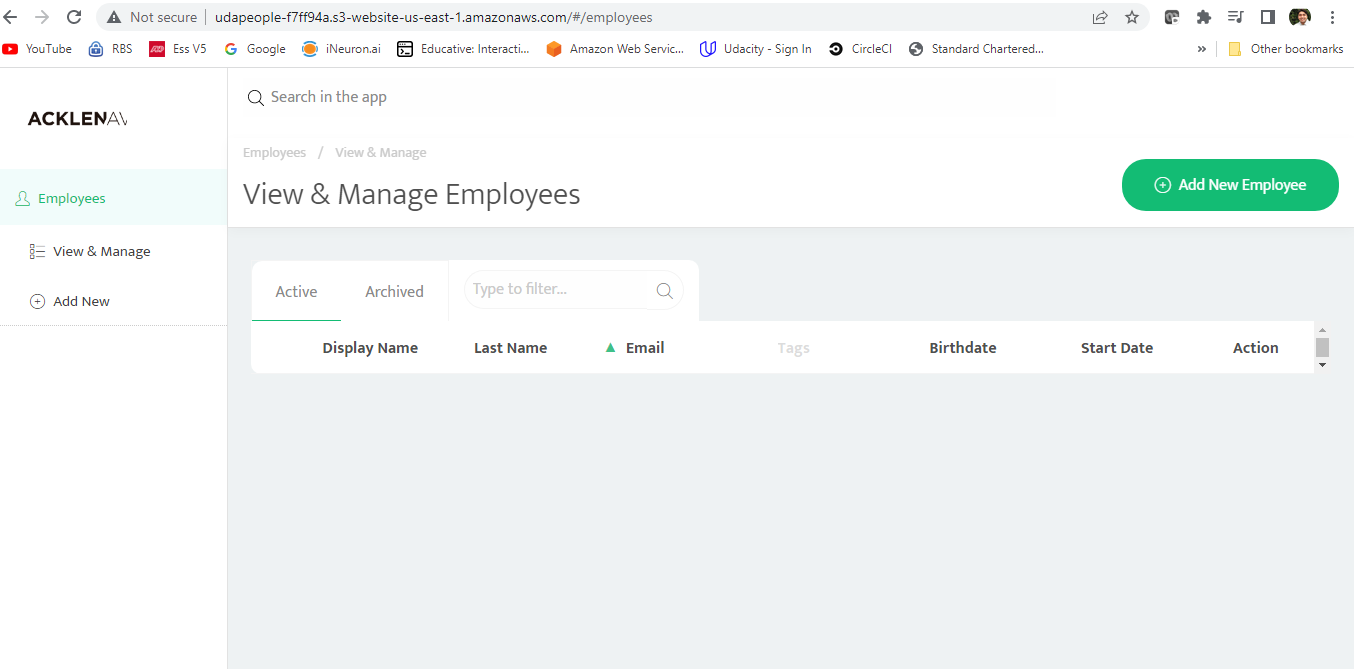 Not secure udapeople-f7ff94a.s3-website-us-east-1.amazonaws.com/#/employees
YouTube RBS Ess V5 Google iNeuron.ai Educative: Interacti... Amazon Web Servic... Udacity - Sign In CircleCI Standard Chartered... » Other bookmarks
ACKLENAV
Search in the app
Employees / View & Manage
View & Manage Employees
Add New Employee
Employees
View & Manage
Add New
Active Archived Type to filter...
Display Name Last Name Email Tags Birthdate Start Date Action